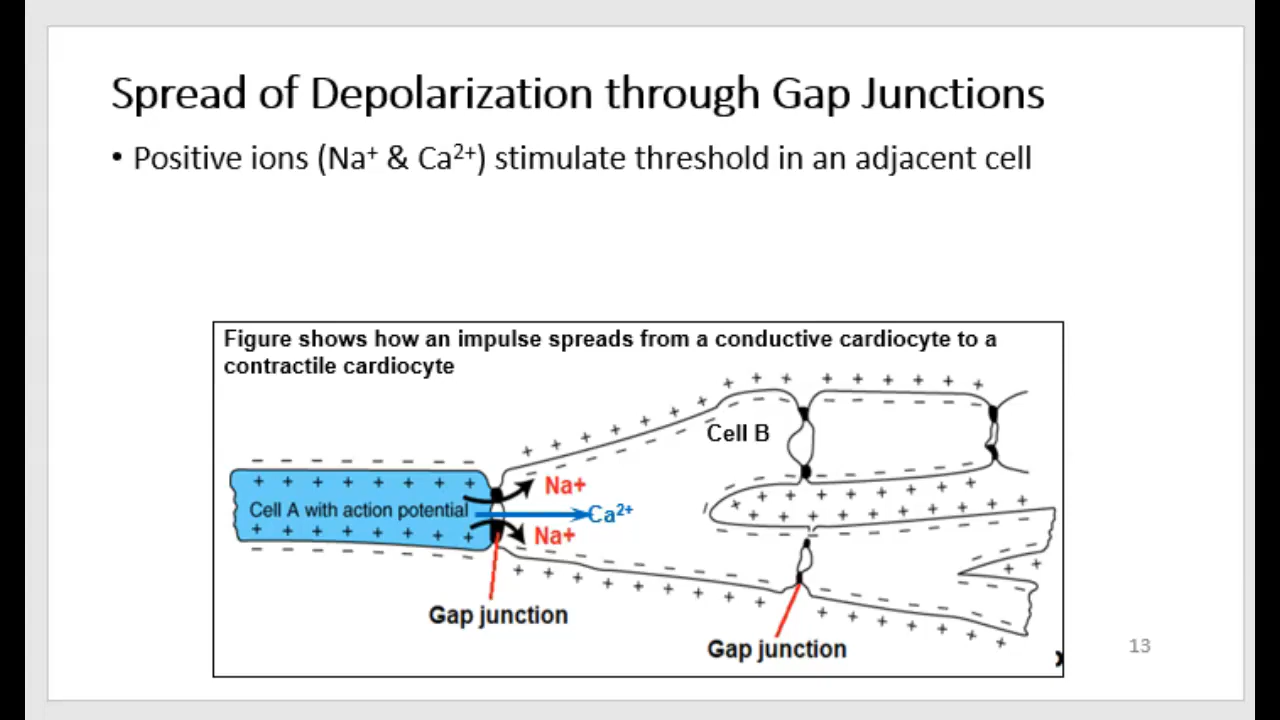 Spread of Depolarization through Gap Junctions
• Positive ions (Na⁺ & Ca²⁺) stimulate threshold in an adjacent cell
Figure shows how an impulse spreads from a conductive cardiocyte to a
contractile cardiocyte
Cell B
Na+
Cell A with action potential
Ca²⁺
Na+
Gap junction
Gap junction
13